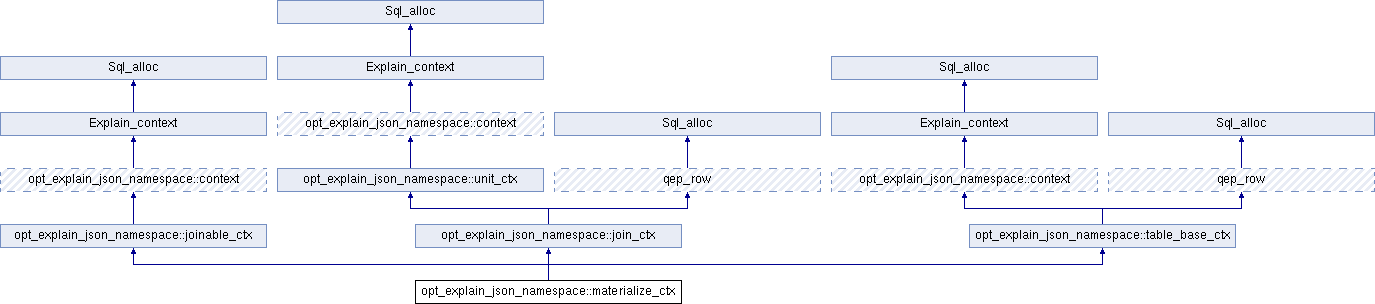 Sql_alloc
Sql_alloc
Explain_context
Sql_alloc
Explain_context
opt_explain_json_namespace::context
Sql_alloc
Explain_context
Sql_alloc
opt_explain_json_namespace::context
opt_explain_json_namespace::unit_ctx
qep_row
opt_explain_json_namespace::context
qep_row
opt_explain_json_namespace::joinable_ctx
opt_explain_json_namespace::join_ctx
opt_explain_json_namespace::table_base_ctx
opt_explain_json_namespace::materialize_ctx